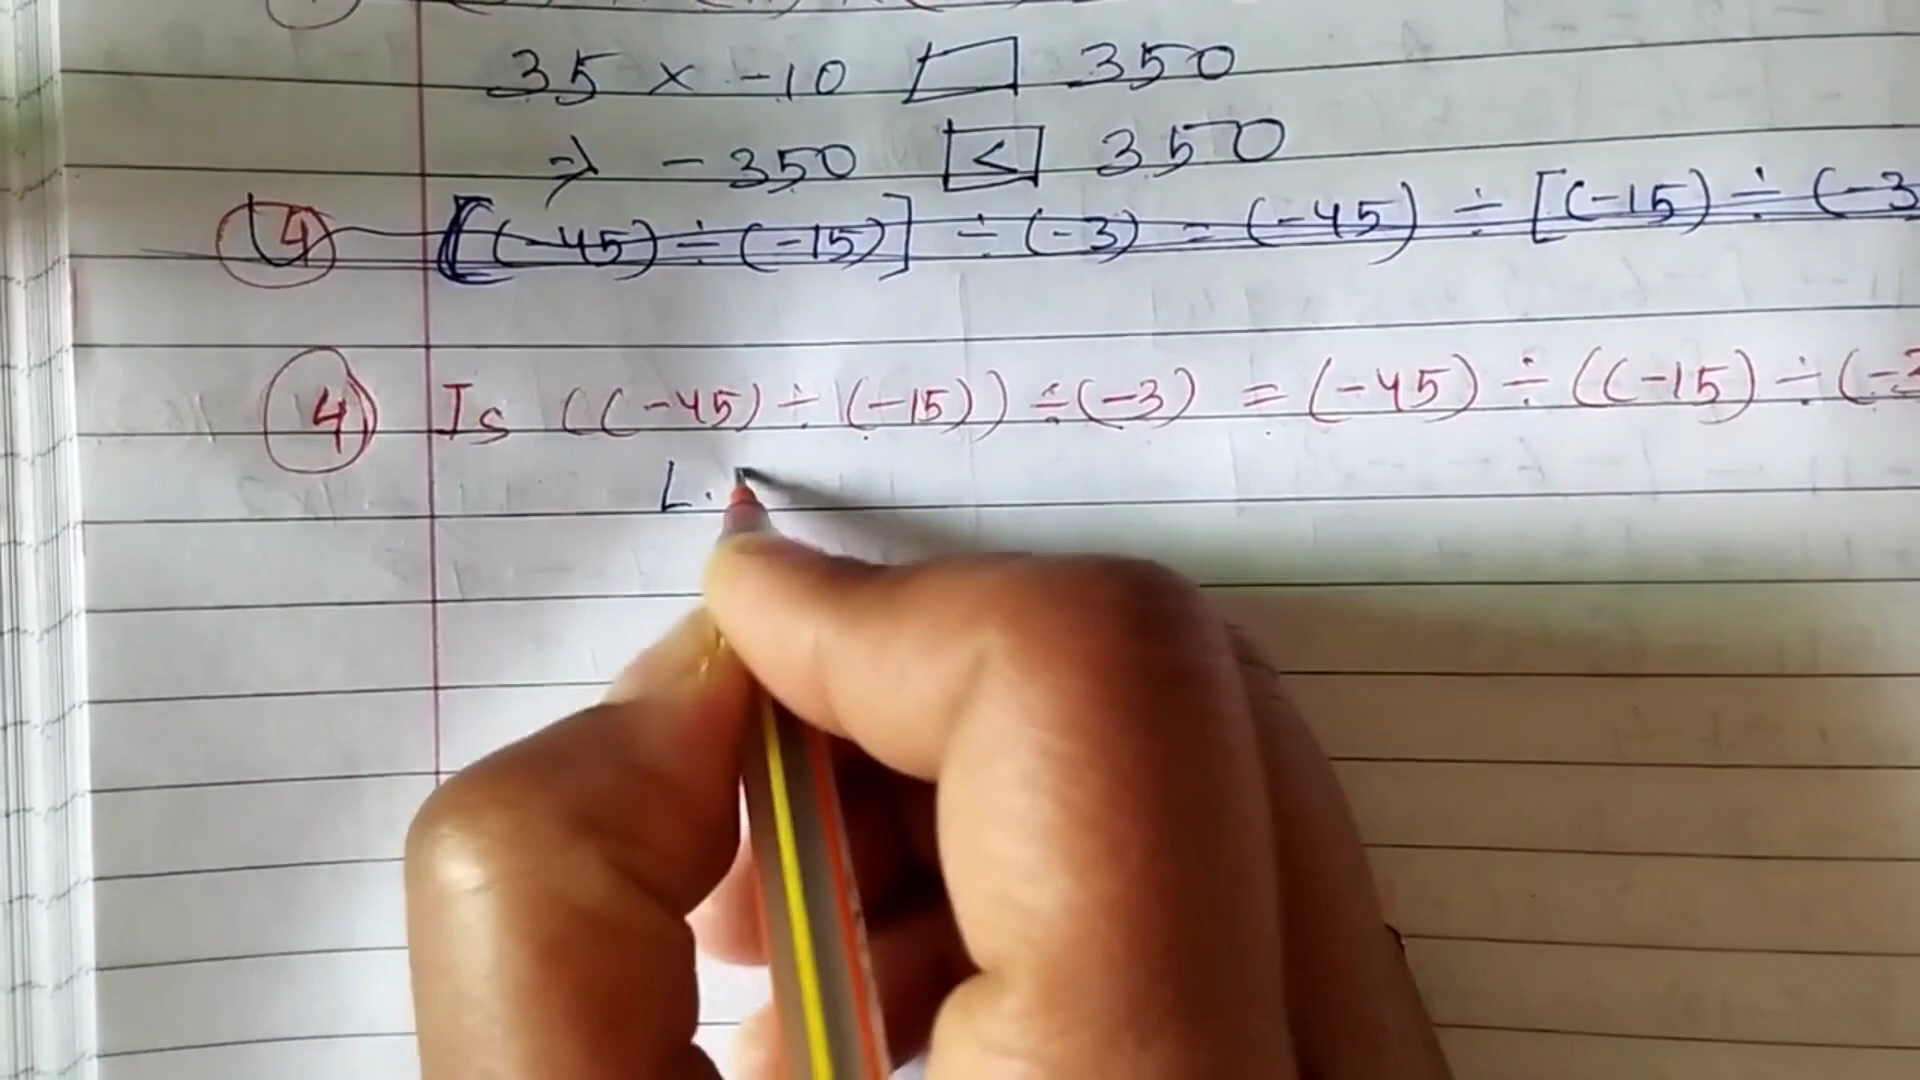 35 × -10 □ 350
⇒ -350 < 350
4 [(-45) ÷ (-15)] ÷ (-3) = (-45) ÷ [(-15) ÷ (-3
4) Is ((-45) ÷ (-15)) ÷ (-3) = (-45) ÷ ((-15) ÷ (-3
L.